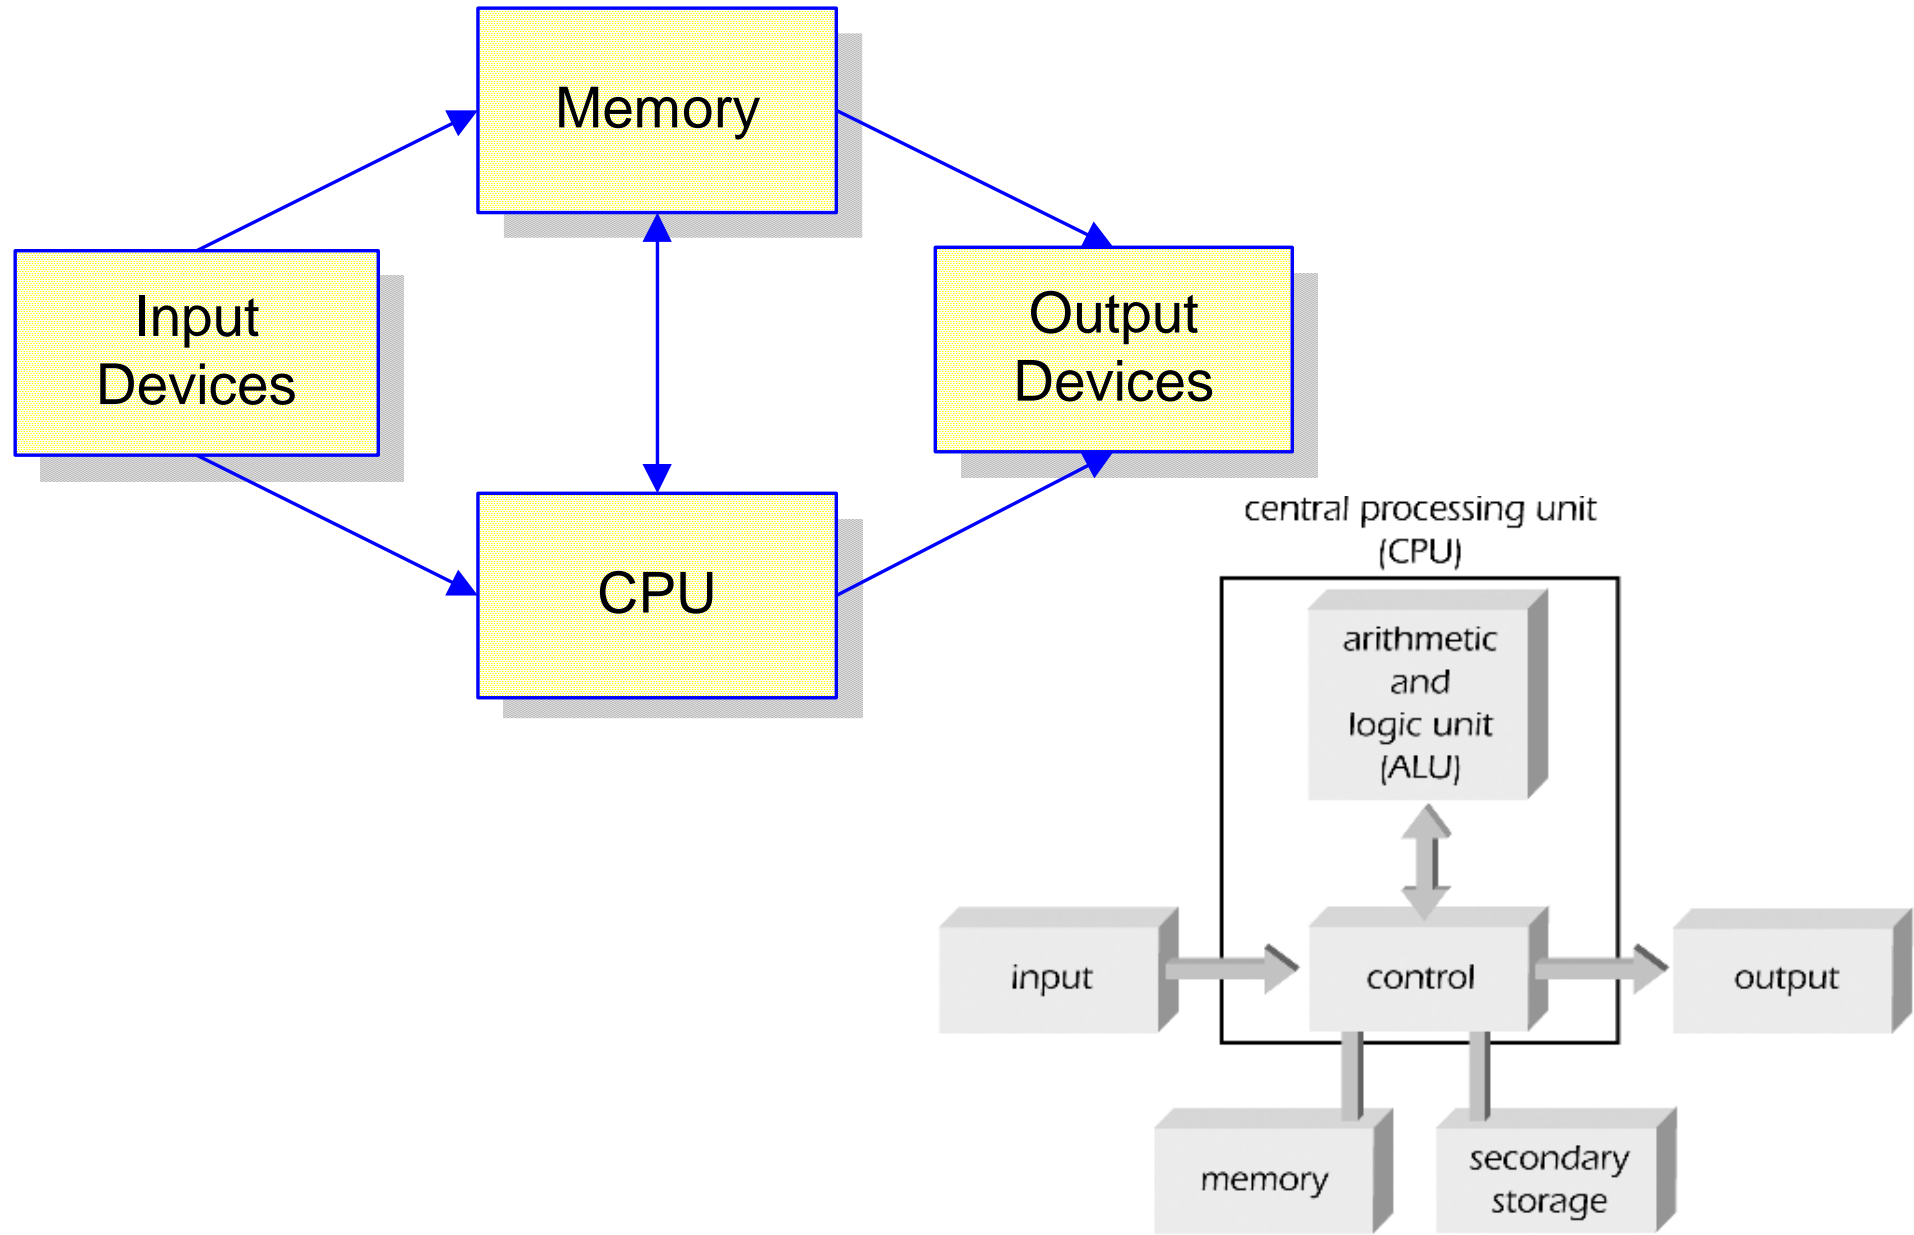 Memory
Input
Devices
Output
Devices
CPU
central processing unit
(CPU)
arithmetic
and
logic unit
(ALU)
input
control
output
memory
secondary
storage